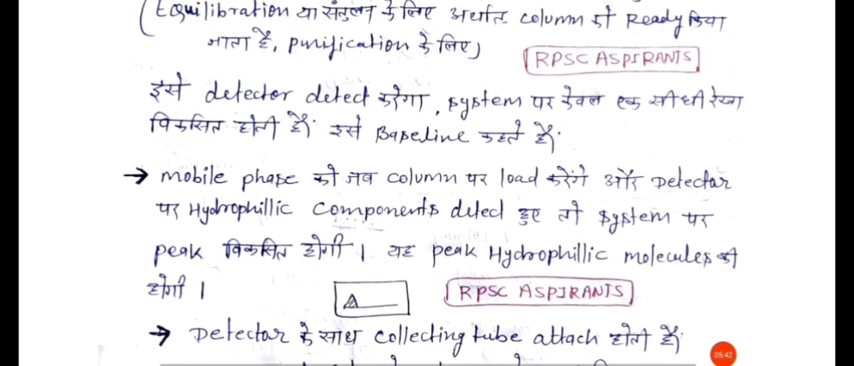 (Equilibration या संतुलन के लिए अर्थात column को Ready किया
जाता है, purification के लिए)
RPSC ASPIRANTS
इसे detector detect करेगा, system पर केवल एक सीधी रेखा
विकसित होती है। इसे Baseline कहते है।
→ mobile phase को जब column पर load करेंगे और Detector
पर Hydrophillic Components detect हुए तो system पर
peak विकसित होगी। यह peak Hydrophillic molecules की
होगी।
RPSC ASPIRANTS
→ Detector के साथ collecting tube attach होती है।
05:42